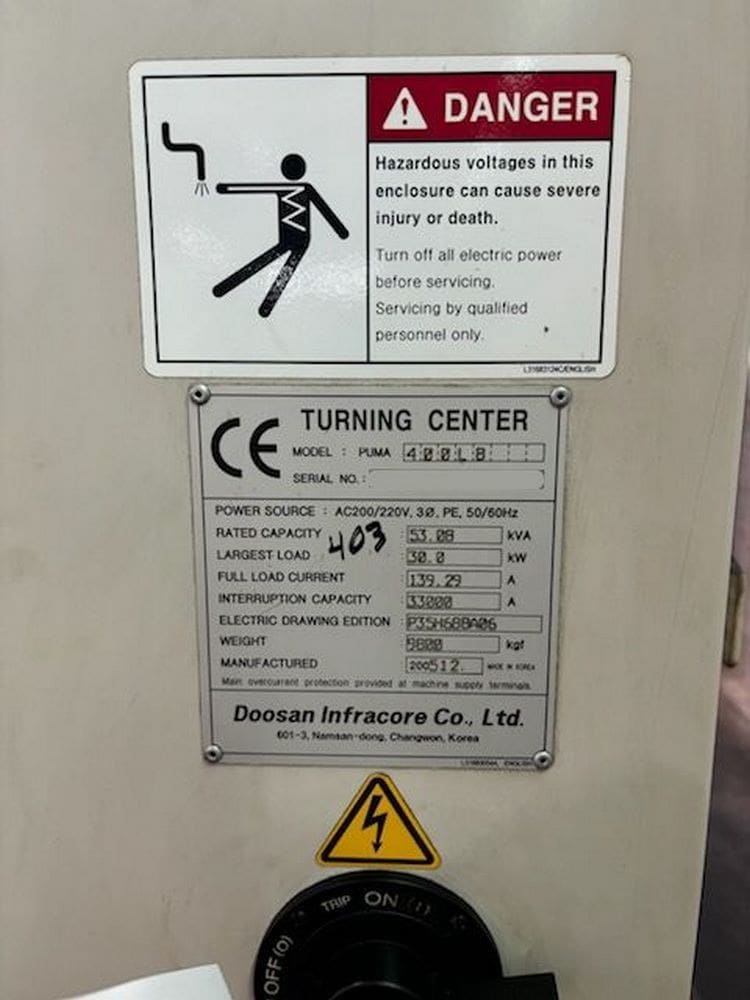 DANGER
Hazardous voltages in this
enclosure can cause severe
injury or death.
Turn off all electric power
before servicing.
Servicing by qualified
personnel only.
CE TURNING CENTER
MODEL : PUMA 400LB
SERIAL NO. :
POWER SOURCE : AC200/220V, 3Ø, PE, 50/60Hz
RATED CAPACITY : 53.08 kVA
403
LARGEST LOAD : 30.0 kW
FULL LOAD CURRENT : 139.29 A
INTERRUPTION CAPACITY : 33000 A
ELECTRIC DRAWING EDITION : P35H6BBA06
WEIGHT : 9800 kgf
MANUFACTURED : 200512. MADE IN KOREA
Main overcurrent protection provided at machine supply terminals.
Doosan Infracore Co., Ltd.
601-3, Namsan-dong, Changwon, Korea
TRIP ON (I)
OFF (O)